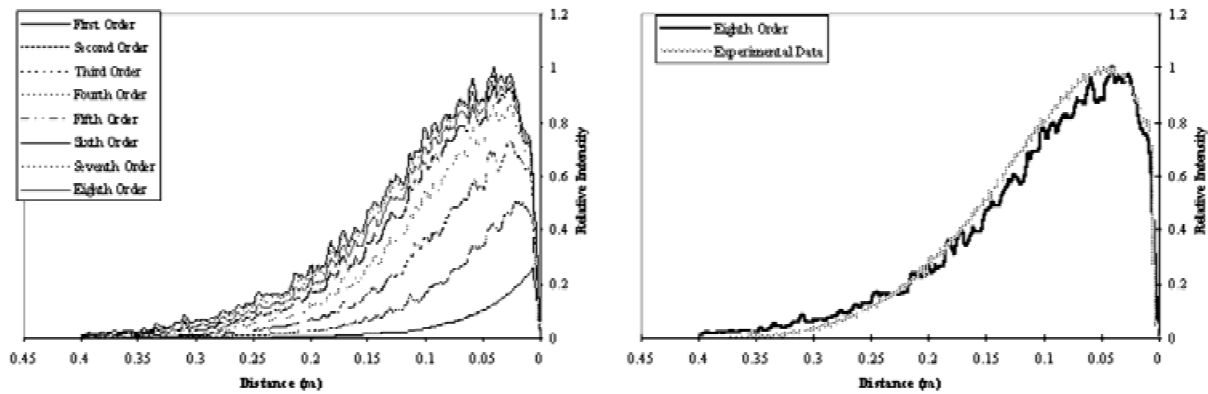 First Order
Second Order
Third Order
Fourth Order
Fifth Order
Sixth Order
Seventh Order
Eighth Order
1.2
1
0.8
0.6
0.4
0.2
0
Relative Intensity
0.45 0.4 0.35 0.3 0.25 0.2 0.15 0.1 0.05 0
Distance (m)
Eighth Order
Experimental Data
1.2
1
0.8
0.6
0.4
0.2
0
Relative Intensity
0.45 0.4 0.35 0.3 0.25 0.2 0.15 0.1 0.05 0
Distance (m)